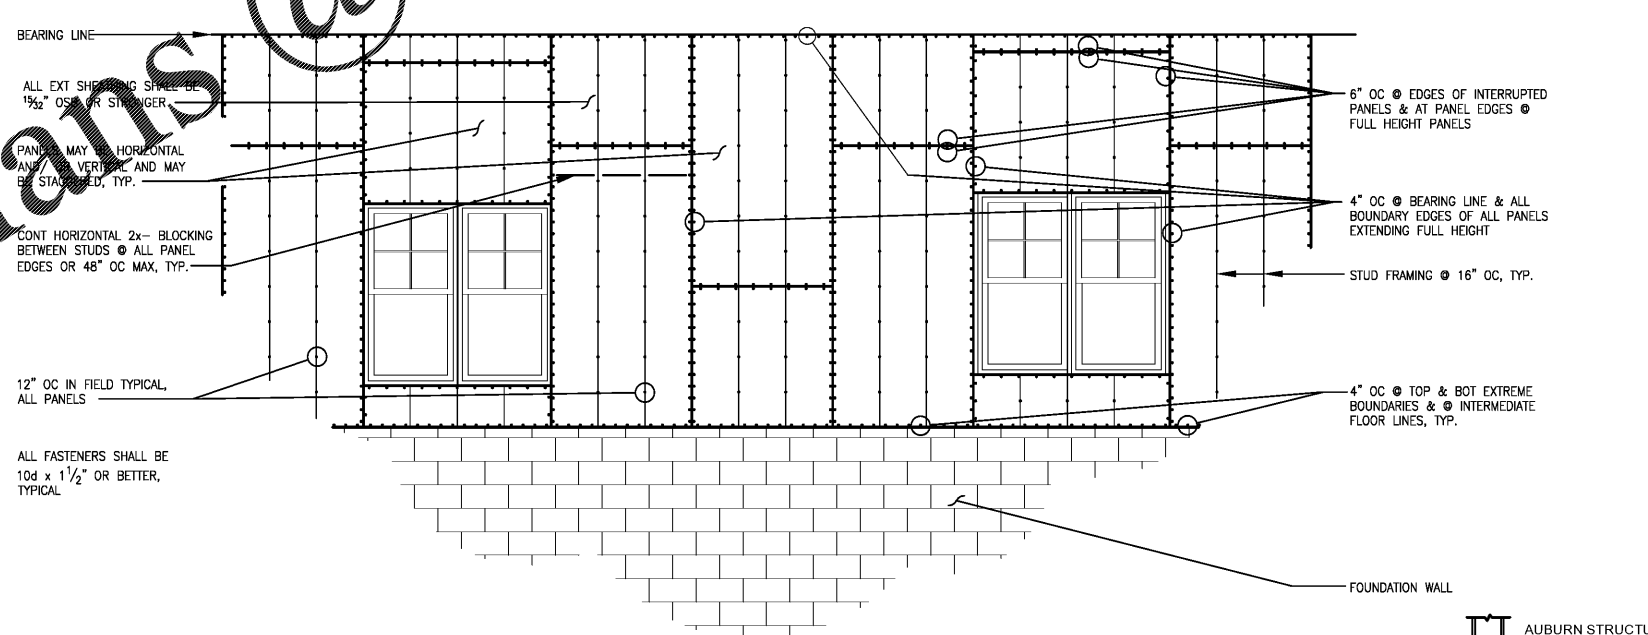 ans @
BEARING LINE
ALL EXT SHEATHING SHALL BE
15/32" OSB OR STRONGER
PANELS MAY BE HORIZONTAL
AND/OR VERTICAL AND MAY
BE STAGGERED, TYP.
CONT HORIZONTAL 2x- BLOCKING
BETWEEN STUDS @ ALL PANEL
EDGES OR 48" OC MAX, TYP.
12" OC IN FIELD TYPICAL,
ALL PANELS
ALL FASTENERS SHALL BE
10d x 1 1/2" OR BETTER,
TYPICAL
6" OC @ EDGES OF INTERRUPTED
PANELS & AT PANEL EDGES @
FULL HEIGHT PANELS
4" OC @ BEARING LINE & ALL
BOUNDARY EDGES OF ALL PANELS
EXTENDING FULL HEIGHT
STUD FRAMING @ 16" OC, TYP.
4" OC @ TOP & BOT EXTREME
BOUNDARIES & @ INTERMEDIATE
FLOOR LINES, TYP.
FOUNDATION WALL
AUBURN STRUCTU